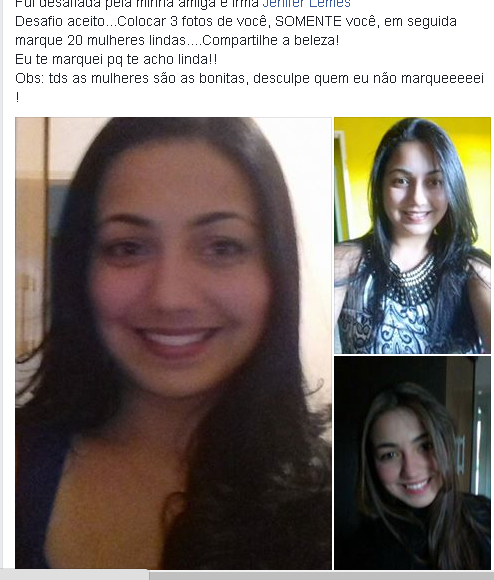 Fui desafiada pela minha amiga e irmã Jenifer Lemes
Desafio aceito...Colocar 3 fotos de você, SOMENTE você, em seguida
marque 20 mulheres lindas....Compartilhe a beleza!
Eu te marquei pq te acho linda!!
Obs: tds as mulheres são as bonitas, desculpe quem eu não marqueeeeei
!